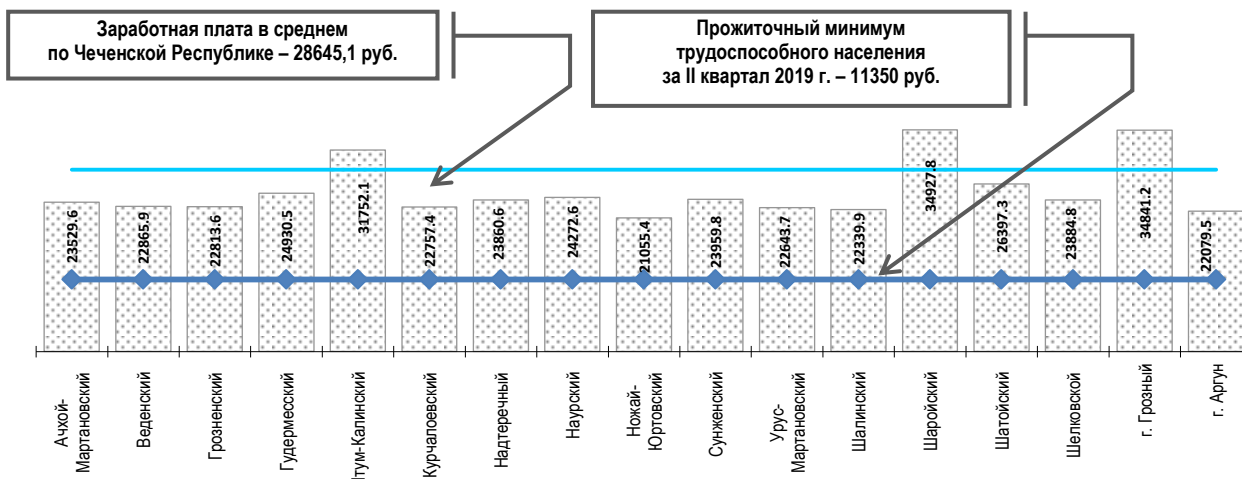 Заработная плата в среднем
по Чеченской Республике – 28645,1 руб.
Прожиточный минимум
трудоспособного населения
за II квартал 2019 г. – 11350 руб.
23529.6
22865.9
22813.6
24930.5
31752.1
22757.4
23860.6
24272.6
21055.4
23959.8
22643.7
22339.9
34927.8
26397.3
23884.8
34841.2
22079.5
Ачхой-
Мартановский
Веденский
Грозненский
Гудермесский
Итум-Калинский
Курчалоевский
Надтеречный
Наурский
Ножай-
Юртовский
Сунженский
Урус-
Мартановский
Шалинский
Шаройский
Шатойский
Шелковской
г. Грозный
г. Аргун